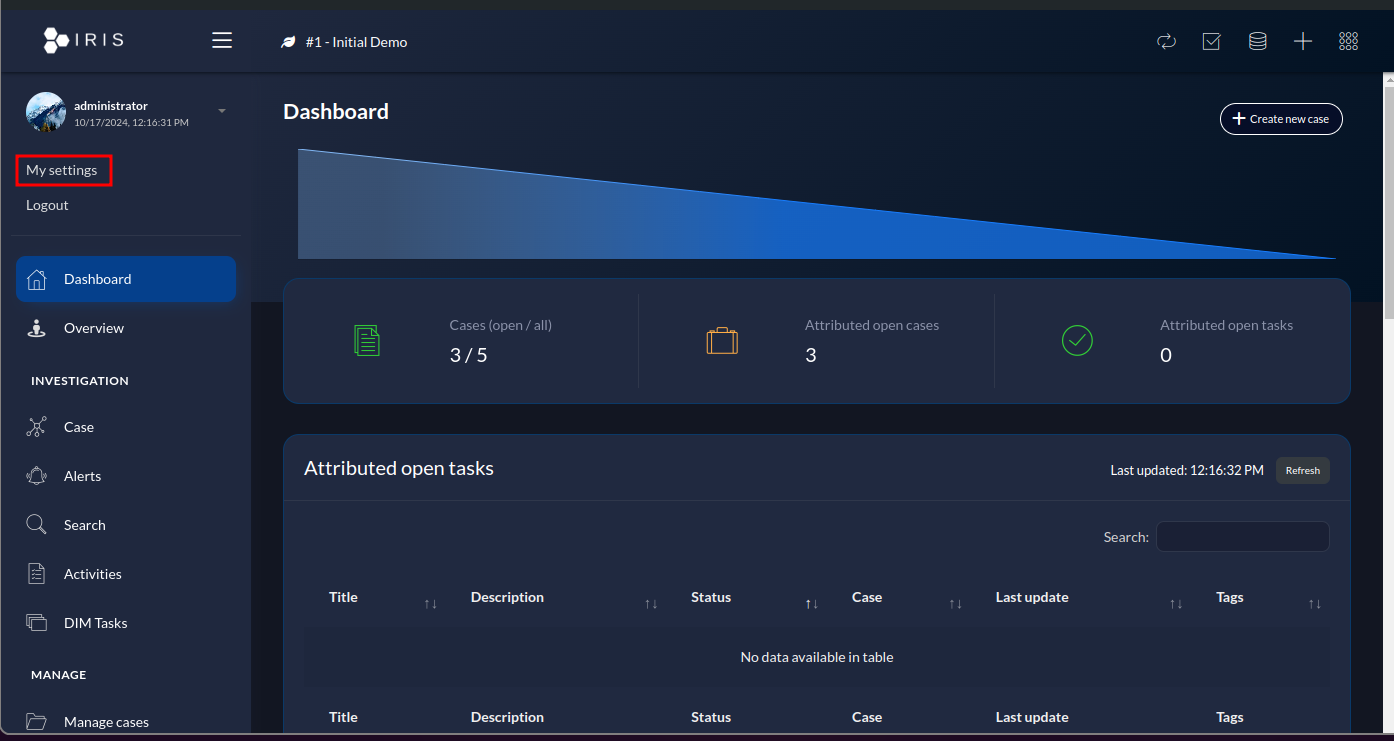 IRIS
#1 - Initial Demo
administrator
10/17/2024, 12:16:31 PM
My settings
Logout
Dashboard
Overview
INVESTIGATION
Case
Alerts
Search
Activities
DIM Tasks
MANAGE
Manage cases
Dashboard
Create new case
Cases (open / all)
3 / 5
Attributed open cases
3
Attributed open tasks
0
Attributed open tasks
Last updated: 12:16:32 PM Refresh
Search:
Title Description Status Case Last update Tags
No data available in table
Title Description Status Case Last update Tags